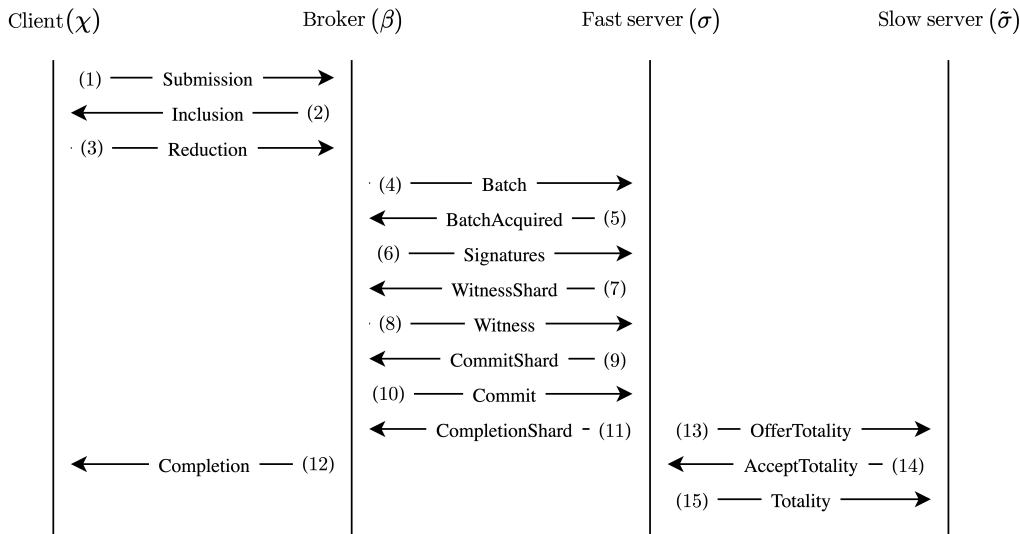 Client(χ) Broker (β) Fast server (σ) Slow server (σ̃)
(1) Submission
Inclusion (2)
(3) Reduction
(4) Batch
BatchAcquired (5)
(6) Signatures
WitnessShard (7)
(8) Witness
CommitShard (9)
(10) Commit
CompletionShard (11) (13) OfferTotality
Completion (12) AcceptTotality (14)
(15) Totality